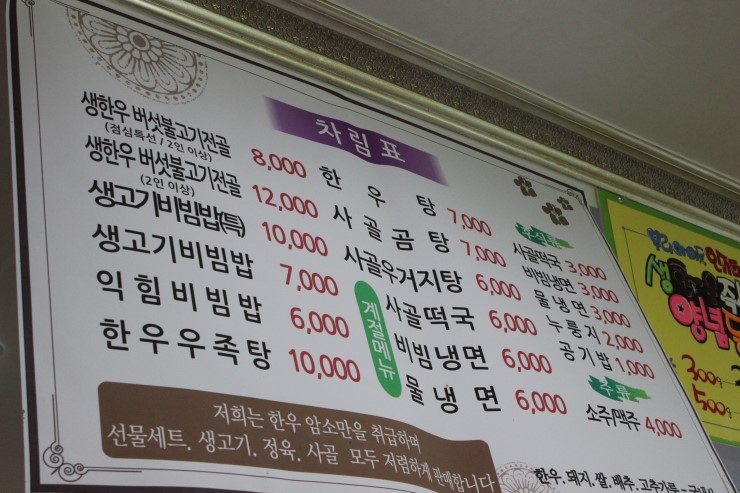 차림표
생한우 버섯불고기전골 8,000
(점심특선 / 2인 이상)
생한우 버섯불고기전골 12,000
(2인 이상)
생고기비빔밥(특) 10,000
생고기비빔밥 7,000
익힘비빔밥 6,000
한우우족탕 10,000
한우탕 7,000
사골곰탕 7,000
사골우거지탕 6,000
계절메뉴
사골떡국 6,000
비빔냉면 6,000
물냉면 6,000
후식류
사골떡국 3,000
비빔냉면 3,000
물냉면 3,000
누룽지 2,000
공기밥 1,000
주류
소주/맥주 4,000
저희는 한우 암소만을 취급하며
선물세트. 생고기. 정육. 사골 모두 저렴하게 판매합니다
한우. 돼지. 쌀. 배추. 고춧가루 -
양념
300
500